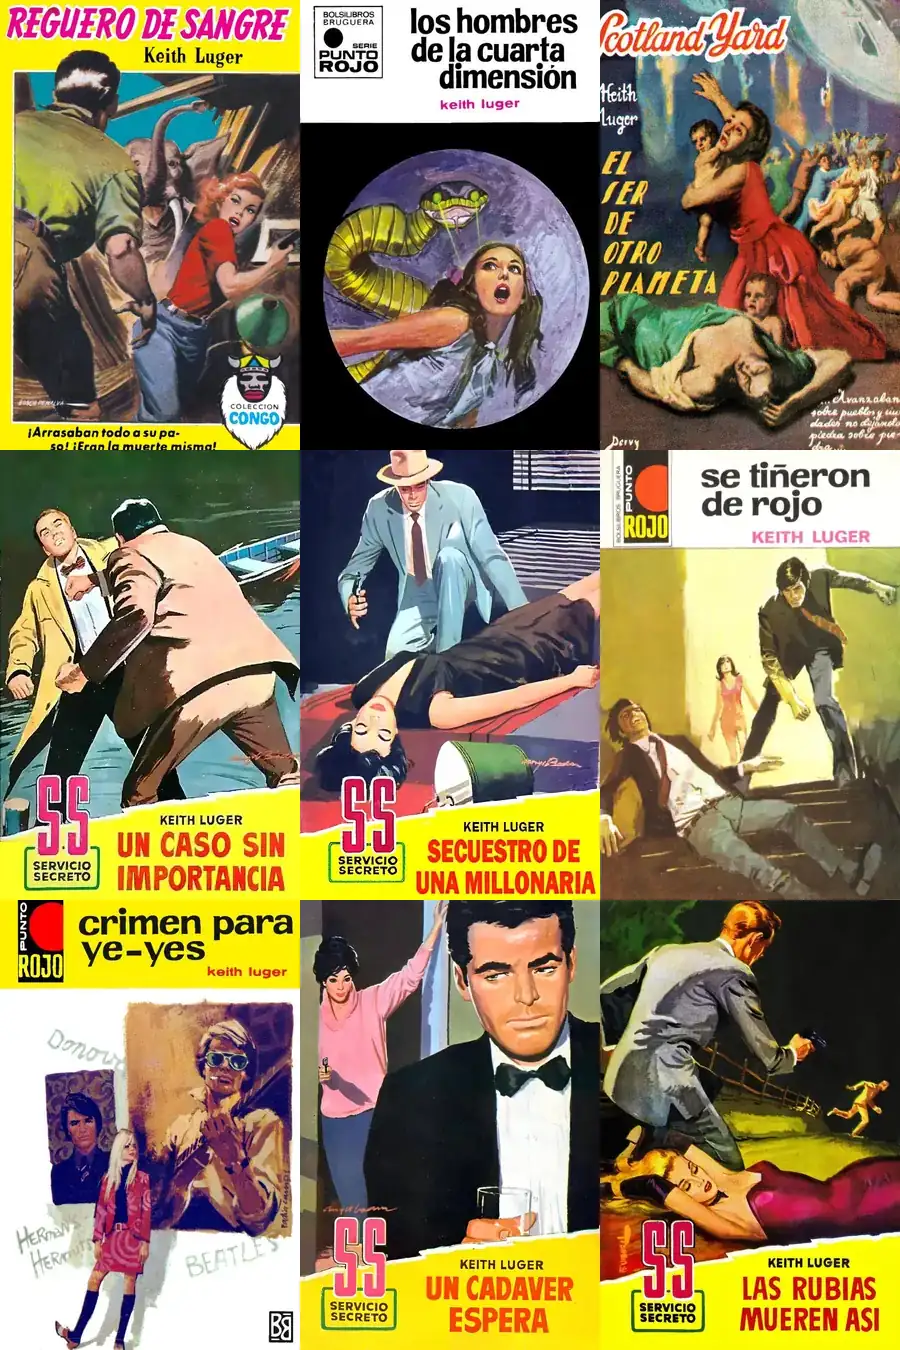 REGUERO DE SANGRE
Keith Luger
COLECCION
CONGO
¡Arrasaban todo a su pa-
so! ¡Eran la muerte misma!
BOLSILIBROS
BRUGUERA
SERIE
PUNTO
ROJO
los hombres
de la cuarta
dimensión
keith luger
Scotland Yard
Keith
Luger
EL
SER
DE
OTRO
PLANETA
...Avanzaban
sobre pueblos y ciu-
dades no dejando
piedra sobre pie-
dra...
Dervy
SS
SERVICIO
SECRETO
KEITH LUGER
UN CASO SIN
IMPORTANCIA
SS
SERVICIO
SECRETO
KEITH LUGER
SECUESTRO DE
UNA MILLONARIA
BOLSILIBROS BRUGUERA
PUNTO
ROJO
se tiñeron
de rojo
KEITH LUGER
PUNTO
ROJO
crimen para
ye-yes
keith luger
Donovan
HERMAN'S
HERMITS
BEATLES
BB
SS
SERVICIO
SECRETO
KEITH LUGER
UN CADAVER
ESPERA
SS
SERVICIO
SECRETO
KEITH LUGER
LAS RUBIAS
MUEREN ASI